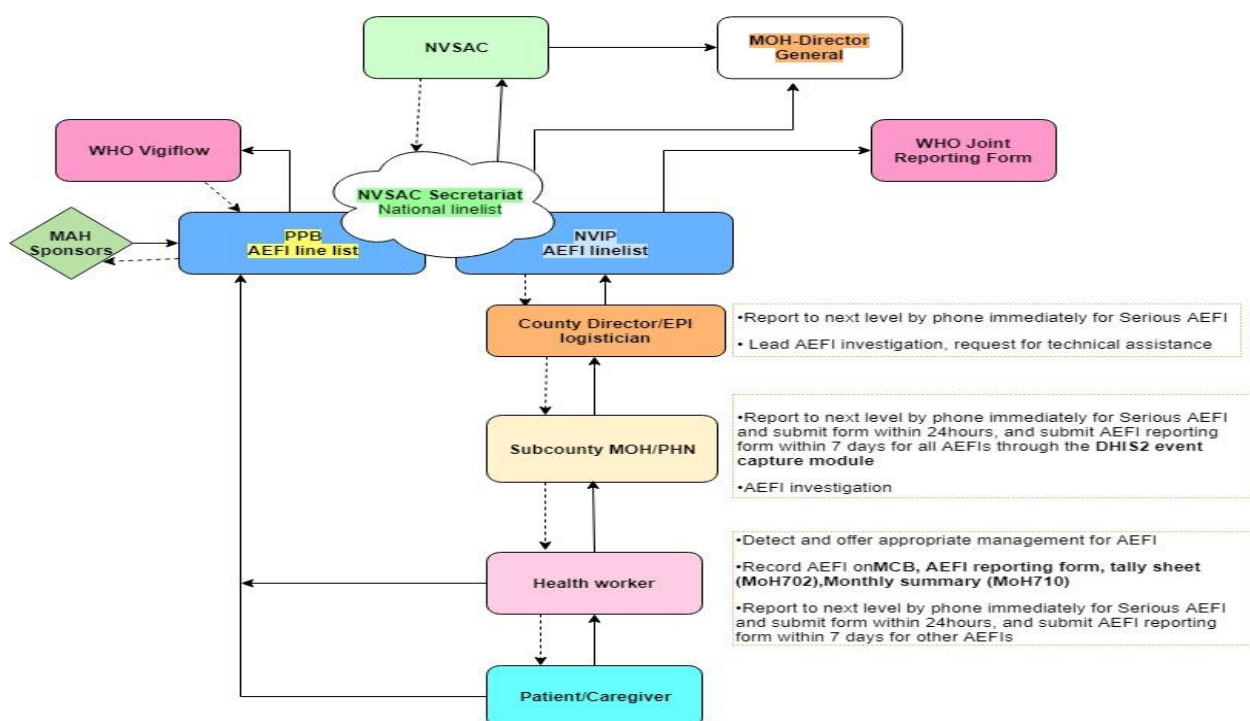 NVSAC
MOH-Director
General
WHO Vigiflow
WHO Joint
Reporting Form
NVSAC Secretariat
National linelist
MAH
Sponsors
PPB
AEFI line list
NVIP
AEFI linelist
County Director/EPI
logistician
•Report to next level by phone immediately for Serious AEFI
• Lead AEFI investigation, request for technical assistance
Subcounty MOH/PHN
•Report to next level by phone immediately for Serious AEFI
and submit form within 24hours, and submit AEFI reporting
form within 7 days for all AEFIs through the DHIS2 event
capture module
•AEFI investigation
Health worker
•Detect and offer appropriate management for AEFI
•Record AEFI onMCB, AEFI reporting form, tally sheet
(MoH702),Monthly summary (MoH710)
•Report to next level by phone immediately for Serious AEFI
and submit form within 24hours, and submit AEFI reporting
form within 7 days for other AEFIs
Patient/Caregiver